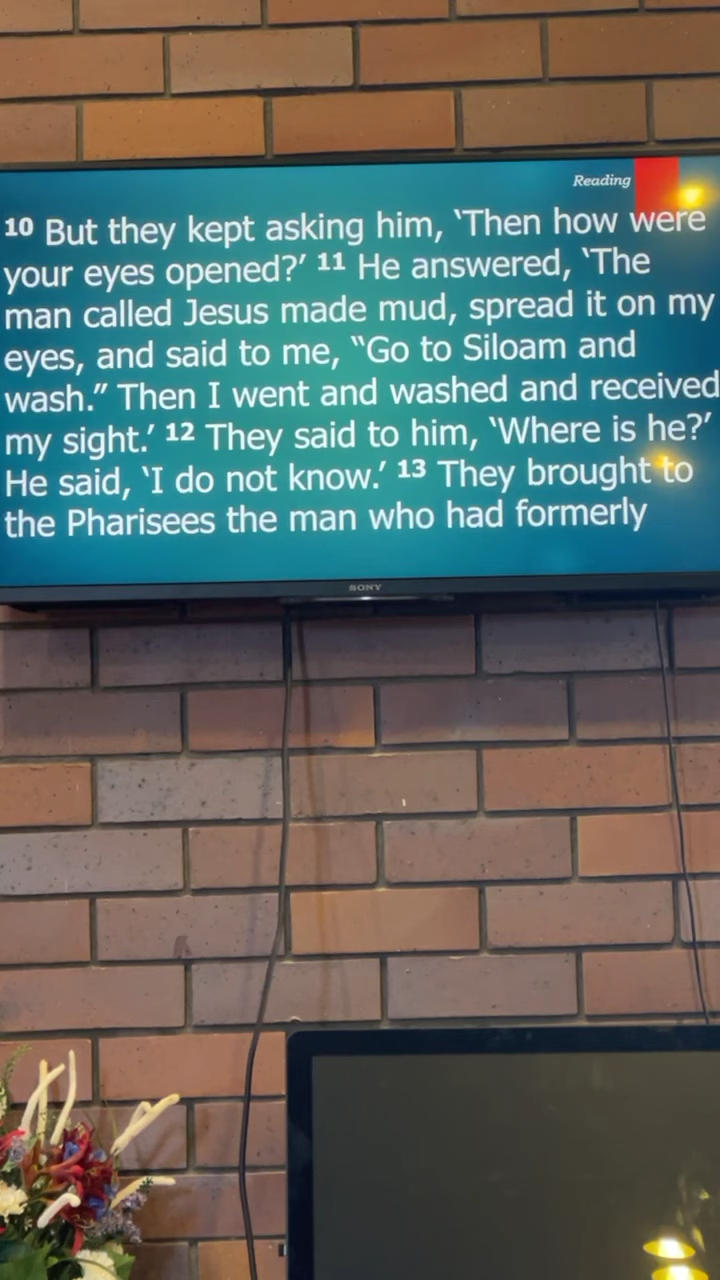 Reading
10 But they kept asking him, ‘Then how were
your eyes opened?’ 11 He answered, ‘The
man called Jesus made mud, spread it on my
eyes, and said to me, “Go to Siloam and
wash.” Then I went and washed and received
my sight.’ 12 They said to him, ‘Where is he?’
He said, ‘I do not know.’ 13 They brought to
the Pharisees the man who had formerly
SONY